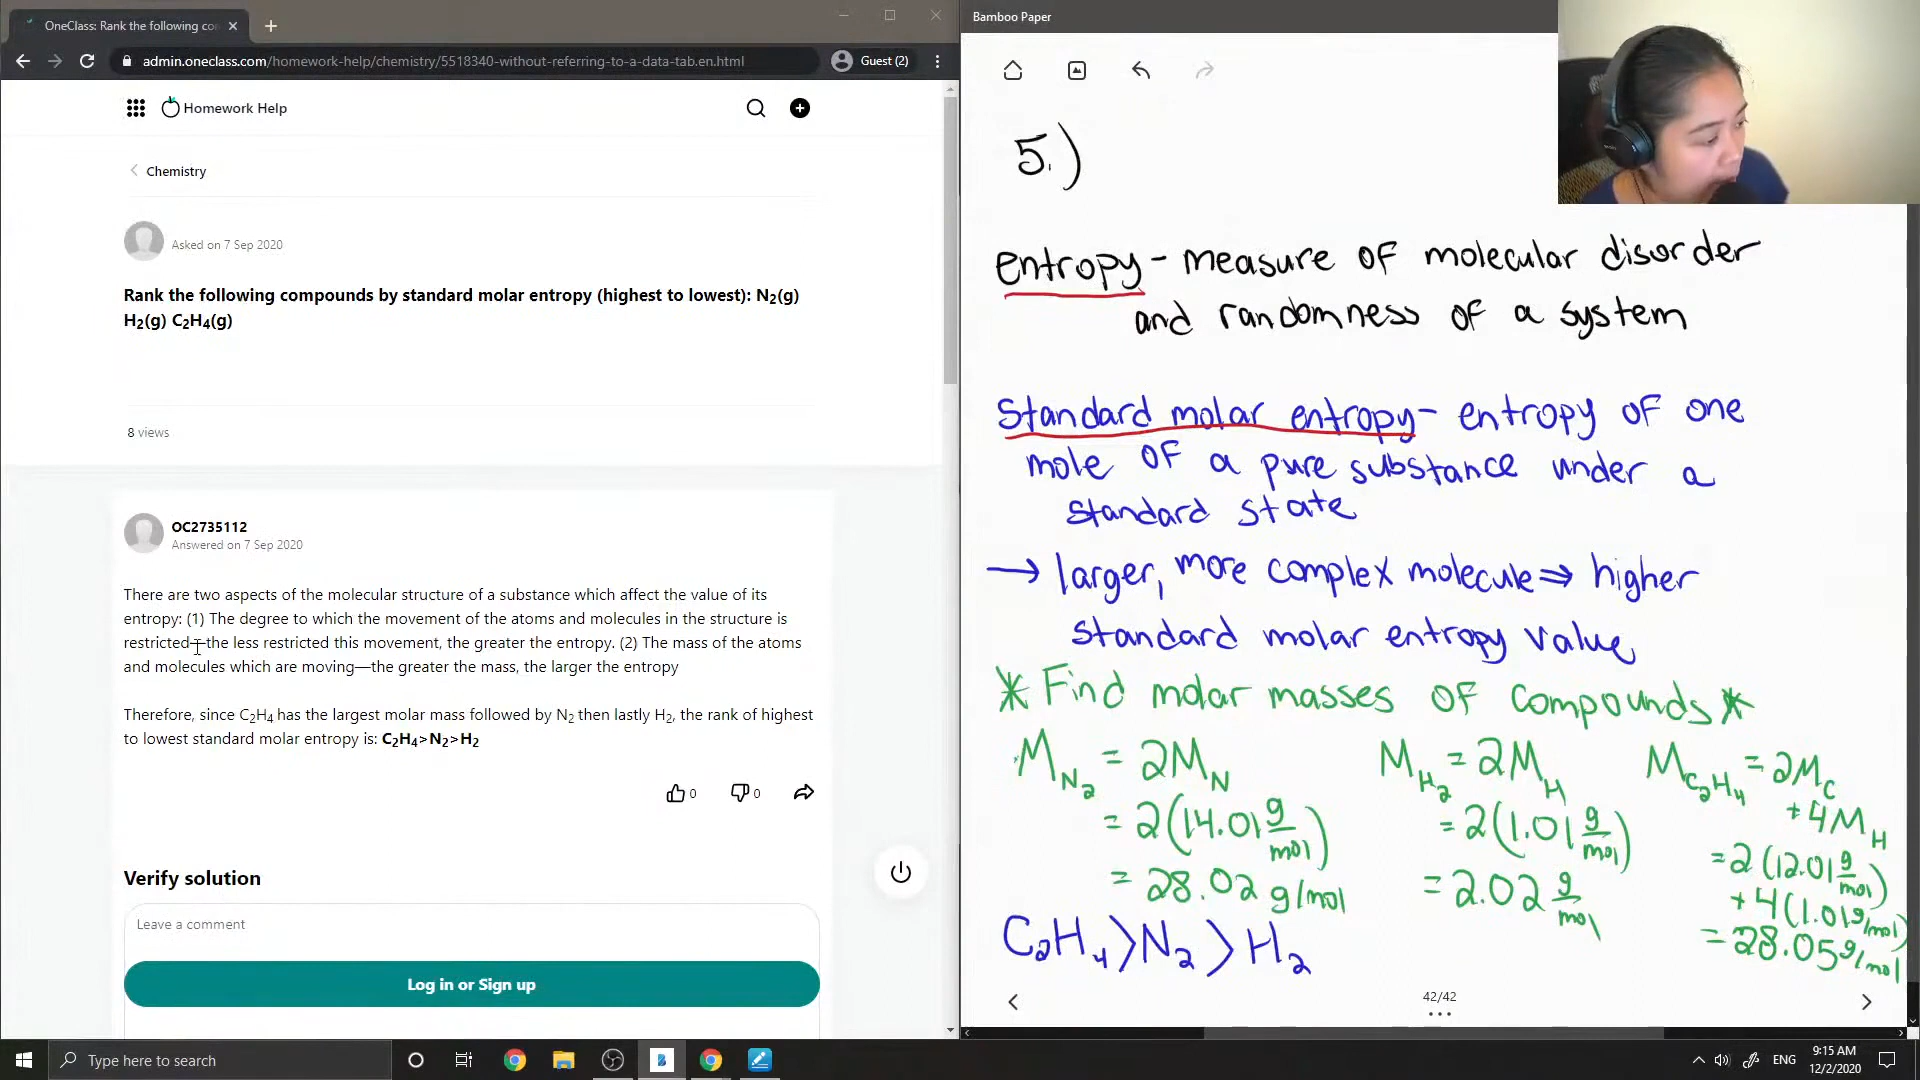 OneClass: Rank the following co
admin.oneclass.com/homework-help/chemistry/5518340-without-referring-to-a-data-tab.en.html
Guest (2)
Homework Help
Chemistry
Asked on 7 Sep 2020
Rank the following compounds by standard molar entropy (highest to lowest): N₂(g)
H₂(g) C₂H₄(g)
8 views
OC2735112
Answered on 7 Sep 2020
There are two aspects of the molecular structure of a substance which affect the value of its
entropy: (1) The degree to which the movement of the atoms and molecules in the structure is
restricted—the less restricted this movement, the greater the entropy. (2) The mass of the atoms
and molecules which are moving—the greater the mass, the larger the entropy
Therefore, since C₂H₄ has the largest molar mass followed by N₂ then lastly H₂, the rank of highest
to lowest standard molar entropy is: C₂H₄>N₂>H₂
0 0
Verify solution
Leave a comment
Log in or Sign up
Bamboo Paper
5.)
entropy - measure of molecular disorder
and randomness of a system
Standard molar entropy - entropy of one
mole of a pure substance under a
standard state
→ larger, more complex molecule ⇒ higher
standard molar entropy value
* Find molar masses of compounds *
M_N₂ = 2M_N
= 2(14.01 g/mol)
= 28.02 g/mol
M_H₂ = 2M_H
= 2(1.01 g/mol)
= 2.02 g/mol
M_C₂H₄ = 2M_C
+ 4M_H
= 2(12.01 g/mol)
+ 4(1.01 g/mol)
= 28.05 g/mol
C₂H₄ > N₂ > H₂
42/42
Type here to search
ENG
9:15 AM
12/2/2020